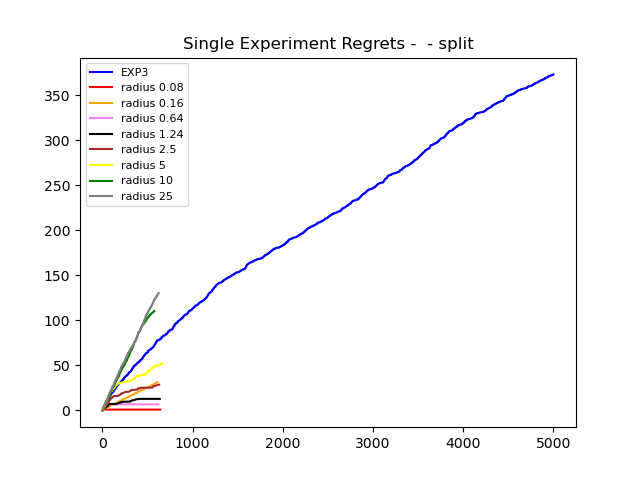 Single Experiment Regrets -  - split
EXP3
radius 0.08
radius 0.16
radius 0.64
radius 1.24
radius 2.5
radius 5
radius 10
radius 25
350
300
250
200
150
100
50
0
0 1000 2000 3000 4000 5000